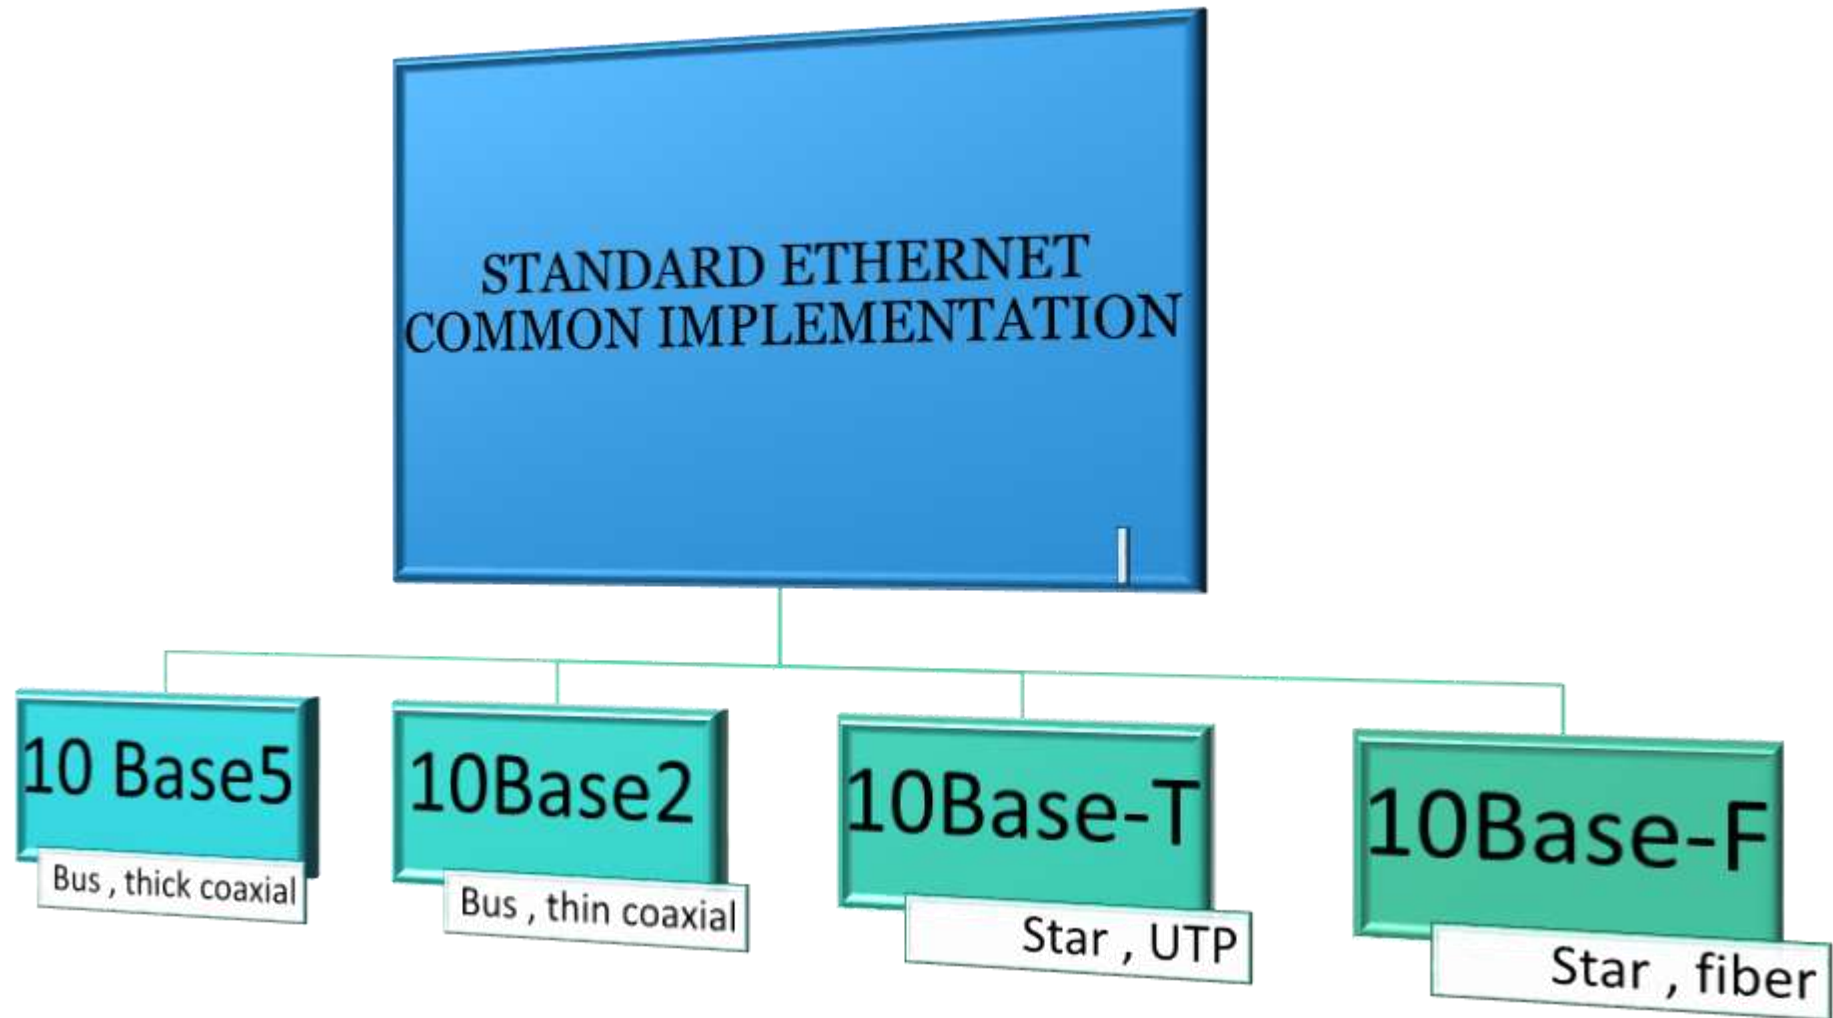 STANDARD ETHERNET
COMMON IMPLEMENTATION
10 Base5
Bus , thick coaxial
10Base2
Bus , thin coaxial
10Base-T
Star , UTP
10Base-F
Star , fiber